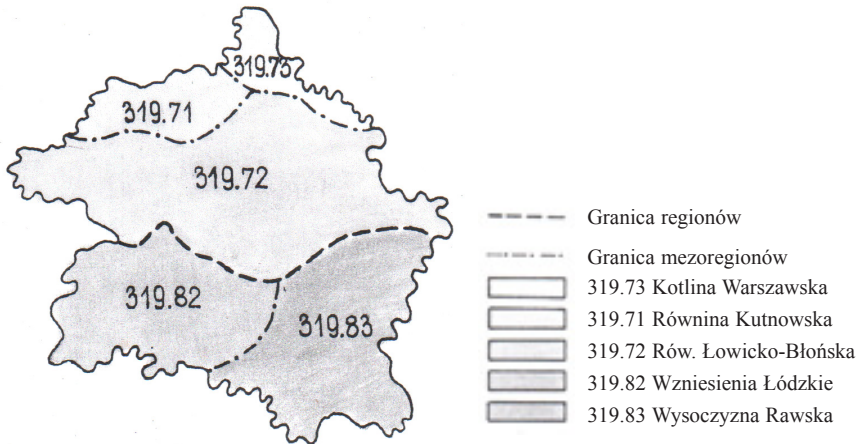 319.73
319.71
319.72
319.82
319.83
Granica regionów
Granica mezoregionów
319.73 Kotlina Warszawska
319.71 Równina Kutnowska
319.72 Rów. Łowicko-Błońska
319.82 Wzniesienia Łódzkie
319.83 Wysoczyzna Rawska